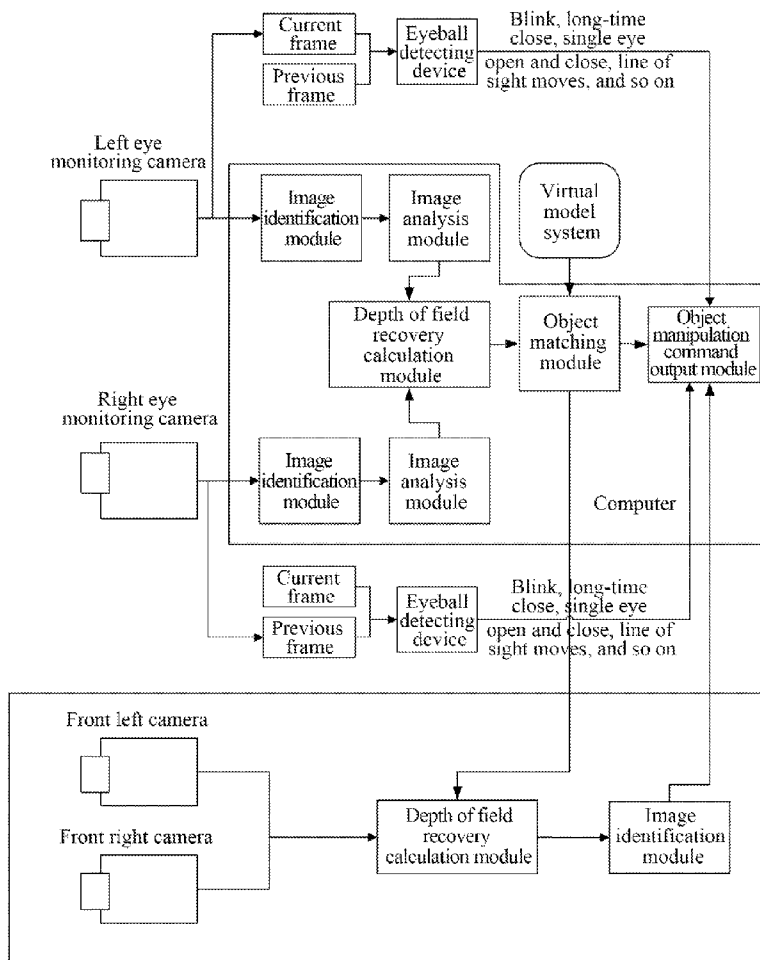 Current
frame
Previous
frame
Eyeball
detecting
device
Blink, long-time
close, single eye
open and close, line of
sight moves, and so on
Left eye
monitoring camera
Image
identification
module
Image
analysis
module
Virtual
model
system
Depth of field
recovery
calculation
module
Object
matching
module
Object
manipulation
command
output module
Right eye
monitoring camera
Image
identification
module
Image
analysis
module
Computer
Current
frame
Previous
frame
Eyeball
detecting
device
Blink, long-time
close, single eye
open and close, line of
sight moves, and so on
Front left camera
Front right camera
Depth of field
recovery
calculation module
Image
identification
module